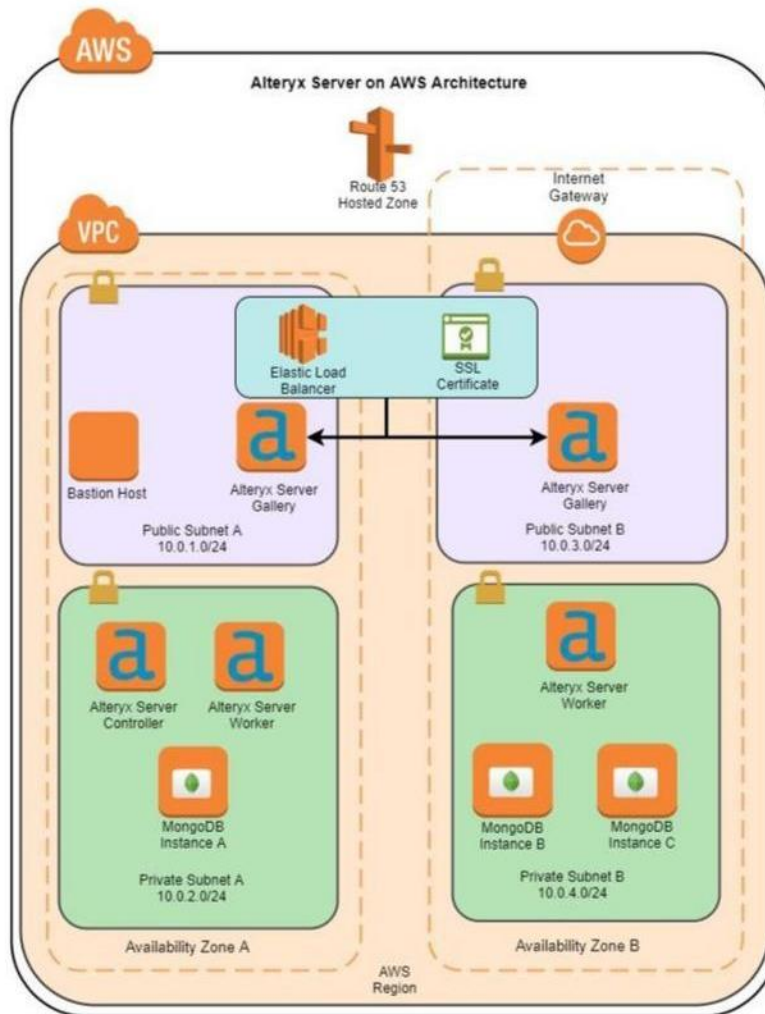 AWS
Alteryx Server on AWS Architecture
Route 53
Hosted Zone
Internet
Gateway
VPC
Elastic Load
Balancer
SSL
Certificate
a
Bastion Host
Alteryx Server
Gallery
a
Alteryx Server
Gallery
Public Subnet A
10.0.1.0/24
Public Subnet B
10.0.3.0/24
a
Alteryx Server
Controller
a
Alteryx Server
Worker
a
Alteryx Server
Worker
MongoDB
Instance A
MongoDB
Instance B
MongoDB
Instance C
Private Subnet A
10.0.2.0/24
Private Subnet B
10.0.4.0/24
Availability Zone A
Availability Zone B
AWS
Region